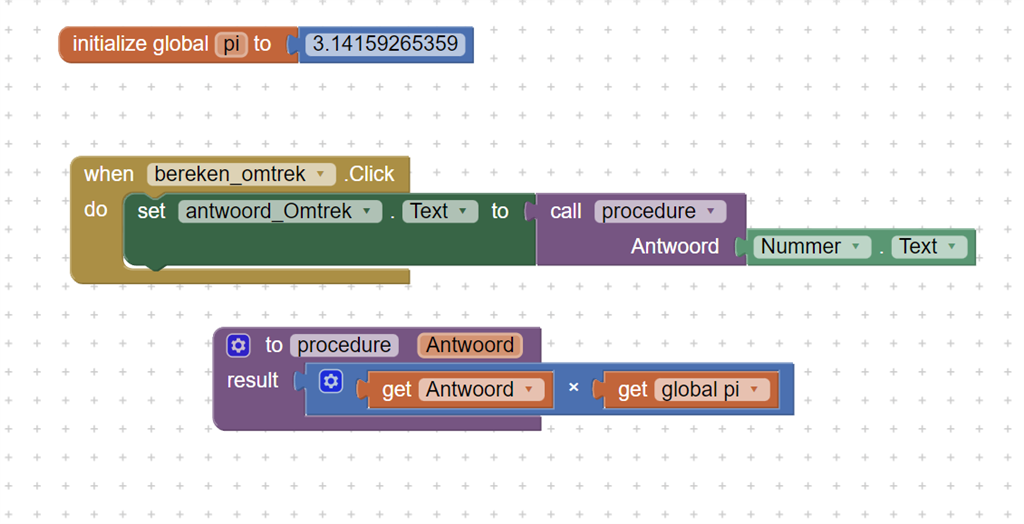 initialize global pi to 3.14159265359
when bereken_omtrek .Click
do set antwoord_Omtrek . Text to call procedure
Antwoord Nummer . Text
to procedure Antwoord
result get Antwoord × get global pi